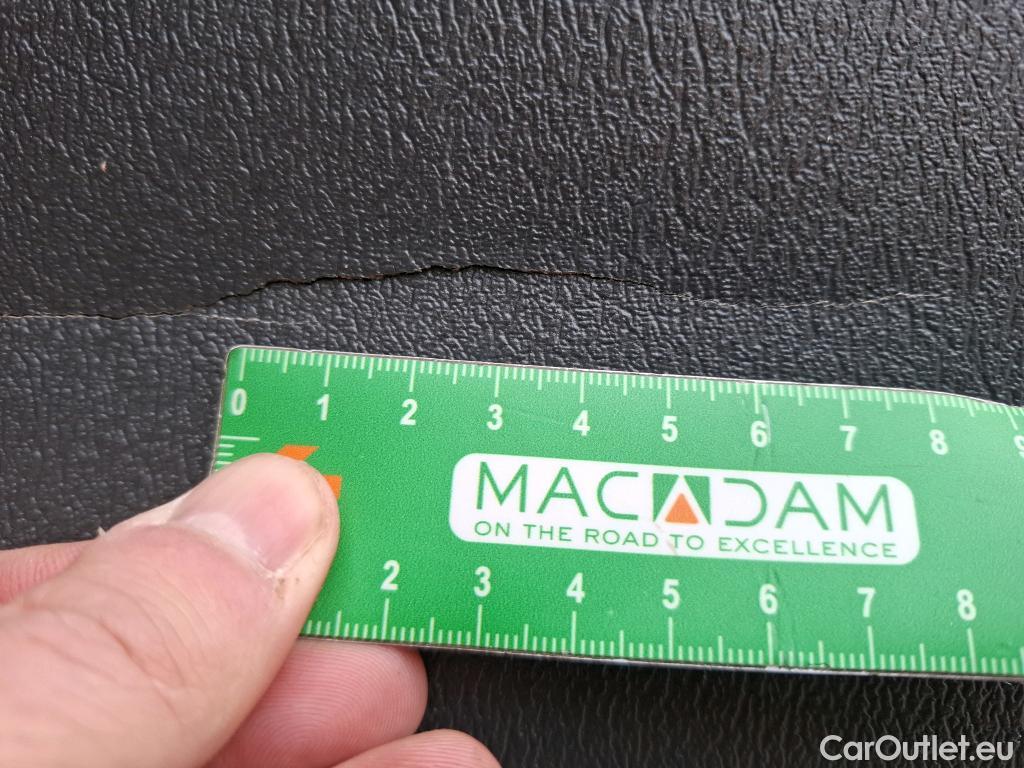 0 1 2 3 4 5 6 7 8 9
MACADAM
ON THE ROAD TO EXCELLENCE
2 3 4 5 6 7 8
CarOutlet.eu